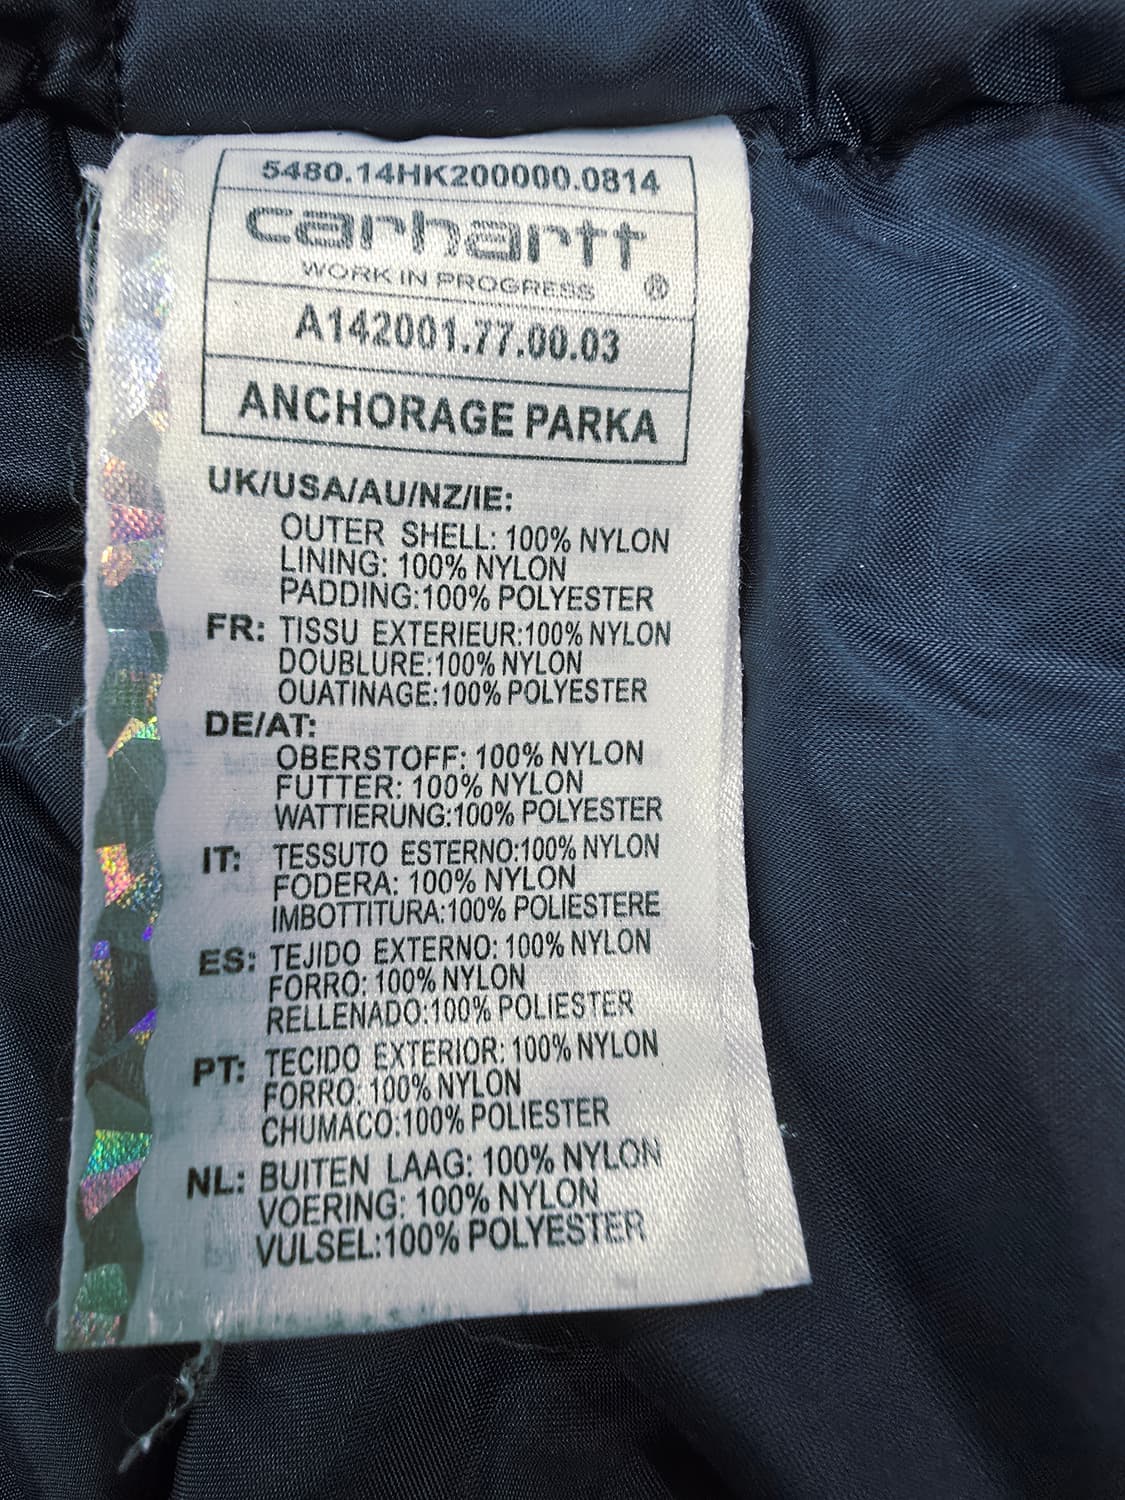 5480.14HK200000.0814
carhartt
WORK IN PROGRESS ®
A142001.77.00.03
ANCHORAGE PARKA
UK/USA/AU/NZ/IE:
OUTER SHELL: 100% NYLON
LINING: 100% NYLON
PADDING:100% POLYESTER
FR: TISSU EXTERIEUR:100% NYLON
DOUBLURE:100% NYLON
OUATINAGE:100% POLYESTER
DE/AT:
OBERSTOFF: 100% NYLON
FUTTER: 100% NYLON
WATTIERUNG:100% POLYESTER
IT: TESSUTO ESTERNO:100% NYLON
FODERA: 100% NYLON
IMBOTTITURA:100% POLIESTERE
ES: TEJIDO EXTERNO: 100% NYLON
FORRO: 100% NYLON
RELLENADO:100% POLIESTER
PT: TECIDO EXTERIOR: 100% NYLON
FORRO: 100% NYLON
CHUMACO:100% POLIESTER
NL: BUITEN LAAG: 100% NYLON
VOERING: 100% NYLON
VULSEL:100% POLYESTER